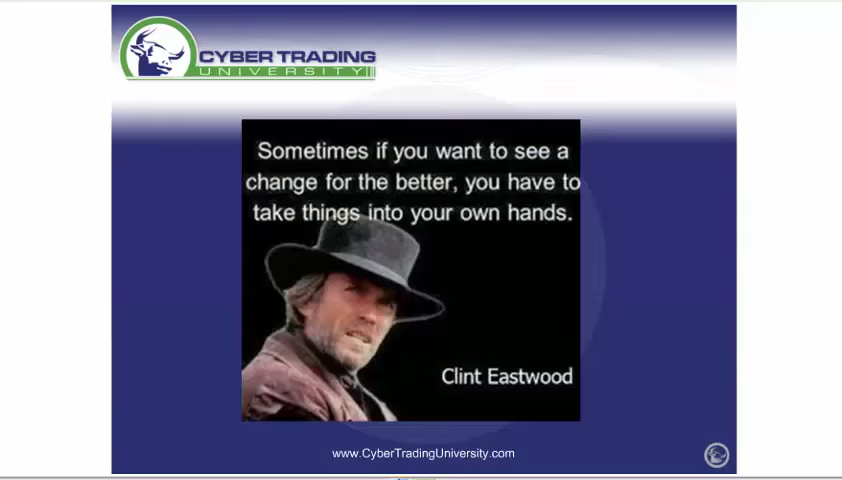 CYBER TRADING
UNIVERSITY
Sometimes if you want to see a
change for the better, you have to
take things into your own hands.
Clint Eastwood
www.CyberTradingUniversity.com